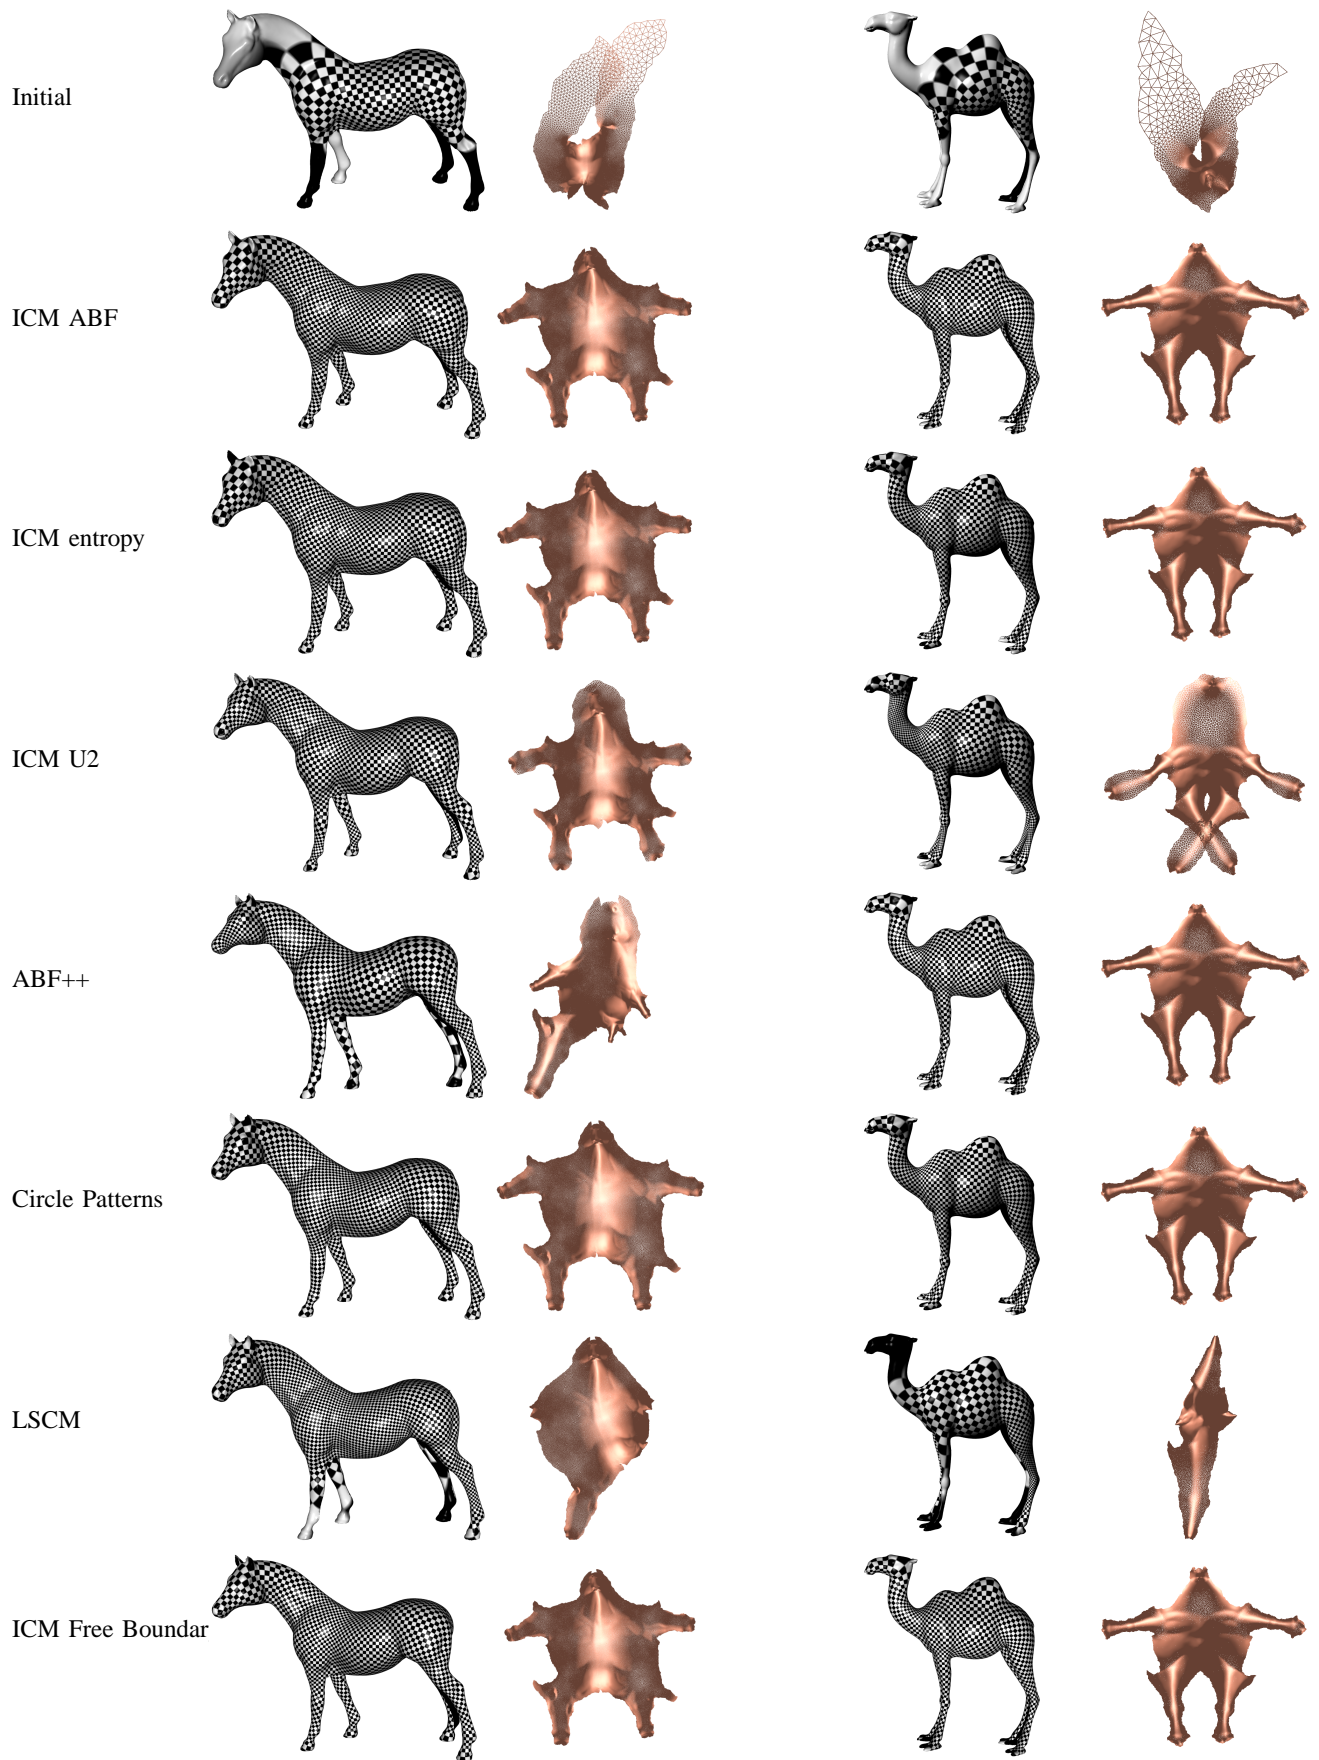 Initial
ICM ABF
ICM entropy
ICM U2
ABF++
Circle Patterns
LSCM
ICM Free Boundar